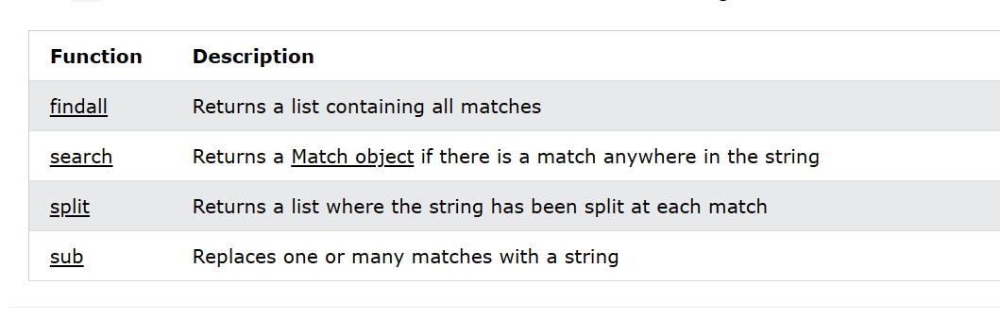 Function Description
findall Returns a list containing all matches
search Returns a Match object if there is a match anywhere in the string
split Returns a list where the string has been split at each match
sub Replaces one or many matches with a string